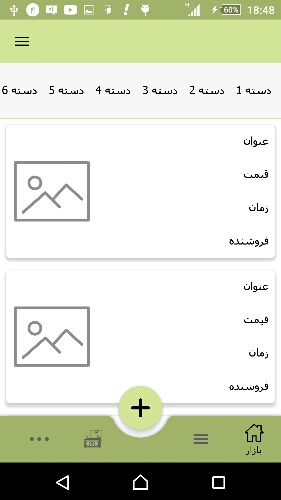 H 60% 18:48
دسته 1 دسته 2 دسته 3 دسته 4 دسته 5 دسته 6
عنوان
قیمت
زمان
فروشنده
عنوان
قیمت
زمان
فروشنده
بازار